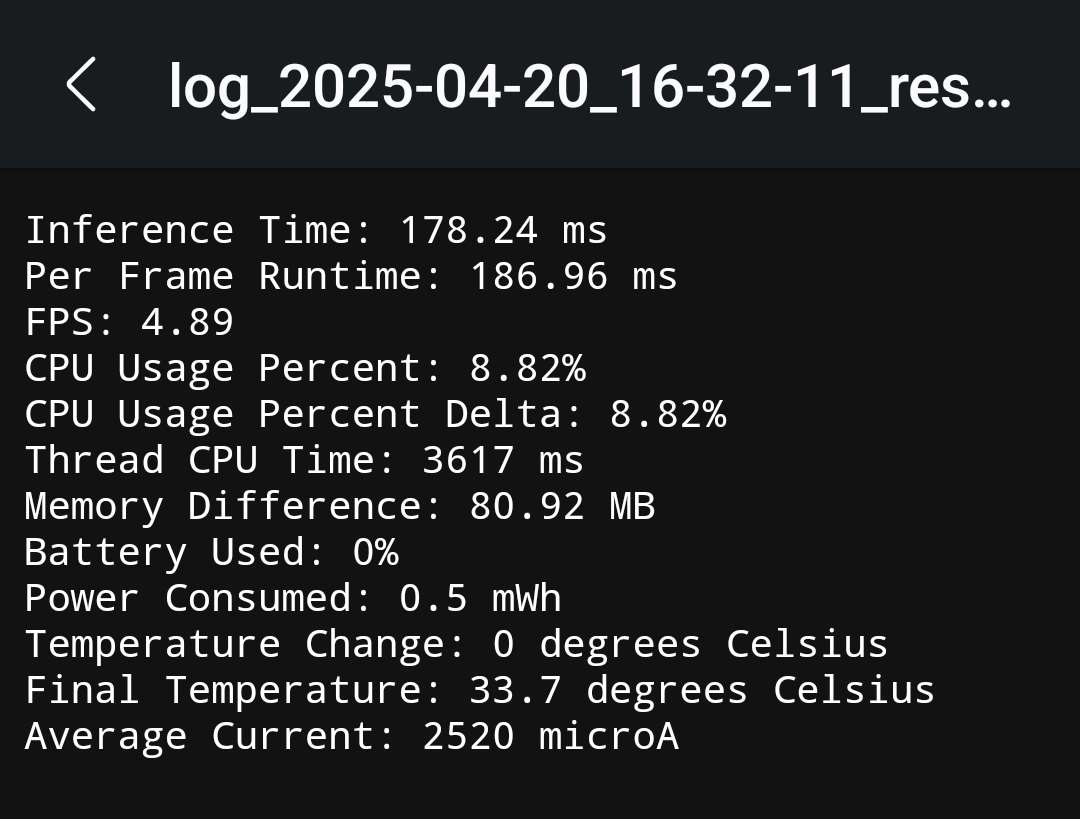 log_2025-04-20_16-32-11_res...
Inference Time: 178.24 ms
Per Frame Runtime: 186.96 ms
FPS: 4.89
CPU Usage Percent: 8.82%
CPU Usage Percent Delta: 8.82%
Thread CPU Time: 3617 ms
Memory Difference: 80.92 MB
Battery Used: 0%
Power Consumed: 0.5 mWh
Temperature Change: 0 degrees Celsius
Final Temperature: 33.7 degrees Celsius
Average Current: 2520 microA